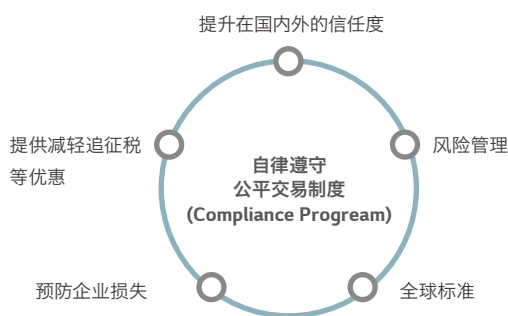 提升在国内外的信任度
提供减轻追征税
等优惠
风险管理
自律遵守
公平交易制度
(Compliance Progream)
预防企业损失
全球标准